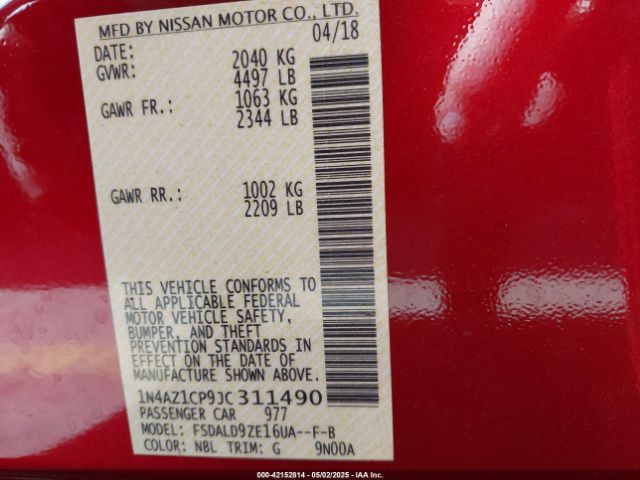 MFD BY NISSAN MOTOR CO., LTD.
DATE: 04/18
GVWR: 2040 KG
4497 LB
GAWR FR.: 1063 KG
2344 LB
GAWR RR.: 1002 KG
2209 LB
THIS VEHICLE CONFORMS TO
ALL APPLICABLE FEDERAL
MOTOR VEHICLE SAFETY,
BUMPER, AND THEFT
PREVENTION STANDARDS IN
EFFECT ON THE DATE OF
MANUFACTURE SHOWN ABOVE.
1N4AZ1CP9JC311490
PASSENGER CAR 977
MODEL: FSDALD9ZE16UA--F-B
COLOR: NBL TRIM: G 9N00A
000-42152614 - 05/02/2025 - IAA Inc.